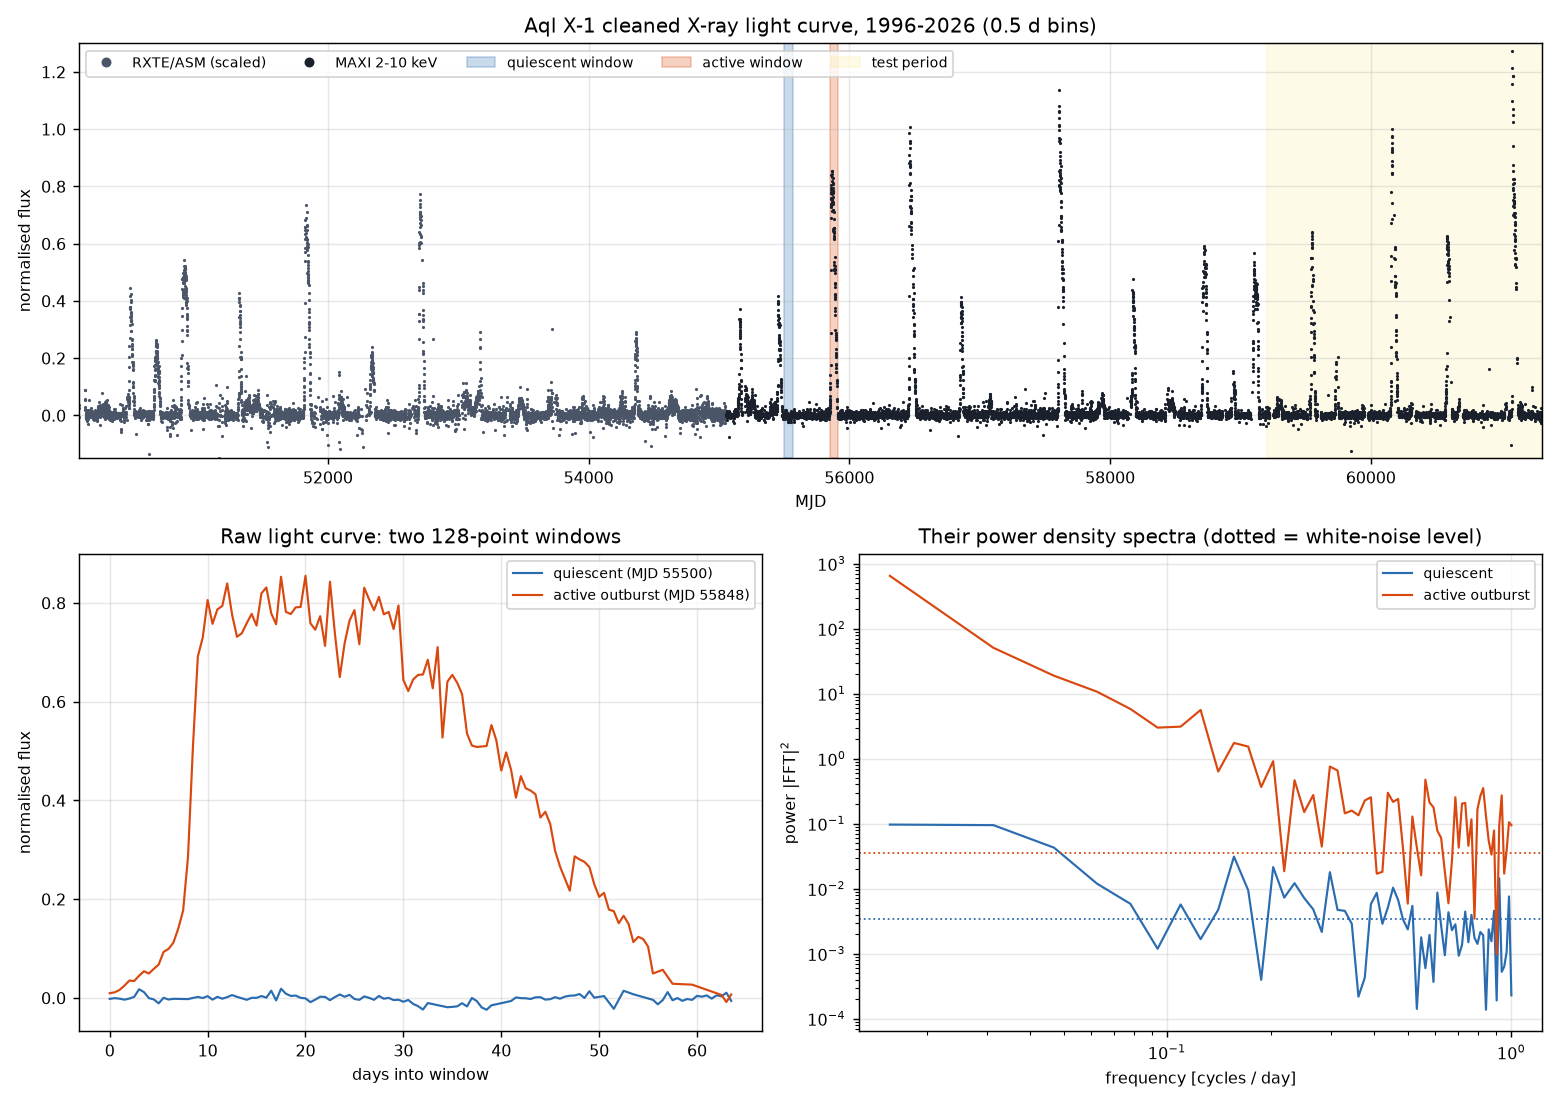 Aql X-1 cleaned X-ray light curve, 1996-2026 (0.5 d bins)
RXTE/ASM (scaled)
MAXI 2-10 keV
quiescent window
active window
test period
normalised flux
1.2
1.0
0.8
0.6
0.4
0.2
0.0
52000
54000
56000
58000
60000
MJD
Raw light curve: two 128-point windows
quiescent (MJD 55500)
active outburst (MJD 55848)
normalised flux
0.8
0.6
0.4
0.2
0.0
0
10
20
30
40
50
60
days into window
Their power density spectra (dotted = white-noise level)
quiescent
active outburst
power |FFT|²
10³
10²
10¹
10⁰
10⁻¹
10⁻²
10⁻³
10⁻⁴
10⁻¹
10⁰
frequency [cycles / day]